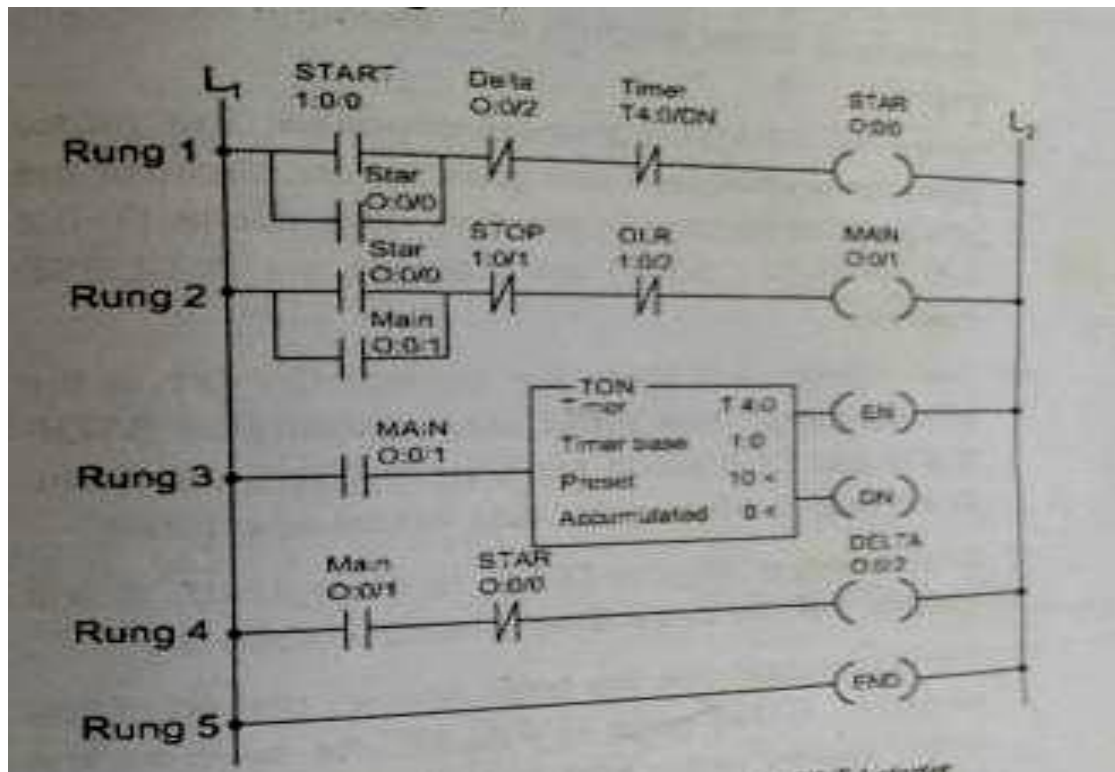 L1
START
1:0/0
Delta
O:0/2
Timer
T4:0/DN
STAR
O:0/0
L2
Rung 1
Star
O:0/0
Star
O:0/0
STOP
1:0/1
OLR
1:0/2
MAIN
O:0/1
Rung 2
Main
O:0/1
TON
Timer T4:0
Timer base 1:0
Preset 10 <
Accumulated 0 <
EN
DN
MAIN
O:0/1
Rung 3
Main
O:0/1
STAR
O:0/0
DELTA
O:0/2
Rung 4
END
Rung 5